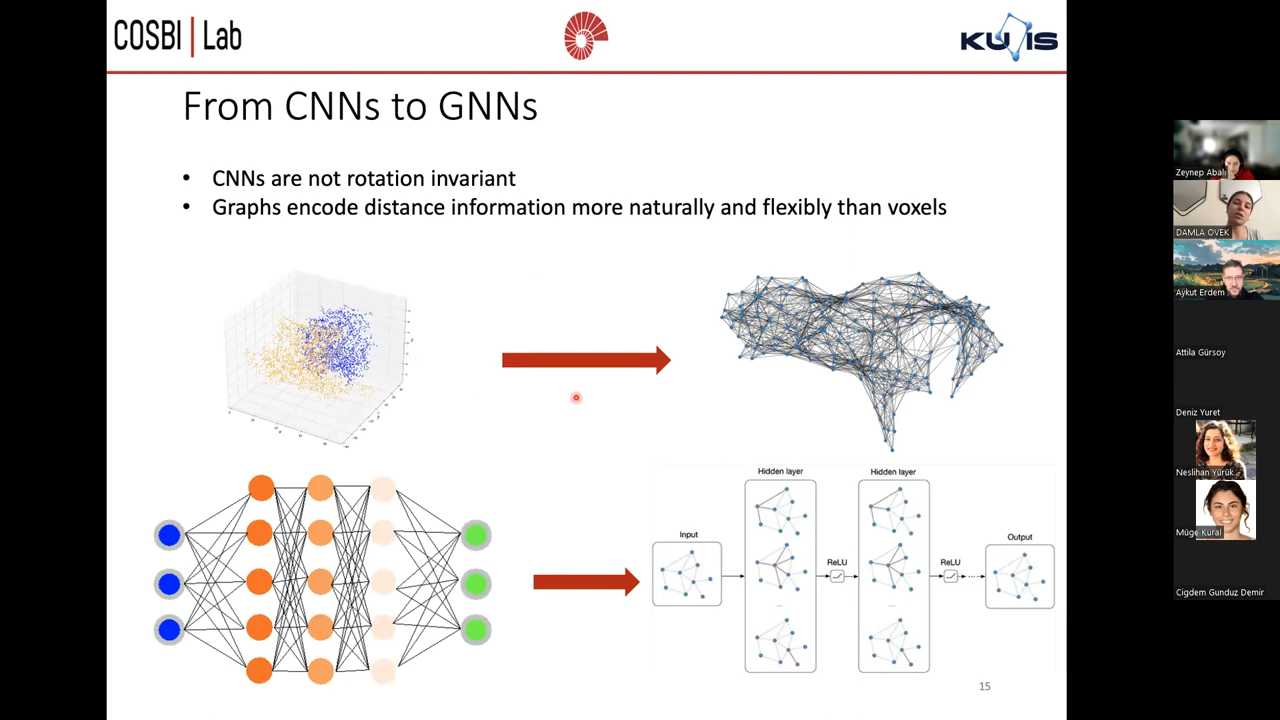 COSBI | Lab
KUIS
From CNNs to GNNs
• CNNs are not rotation invariant
• Graphs encode distance information more naturally and flexibly than voxels
Hidden layer
Hidden layer
Input
Output
ReLU
ReLU
...
...
15
Zeynep Abalı
DAMLA OVEK
Aykut Erdem
Attila Gürsoy
Deniz Yuret
Neslihan Yürük
Müge Kural
Cigdem Gunduz Demir